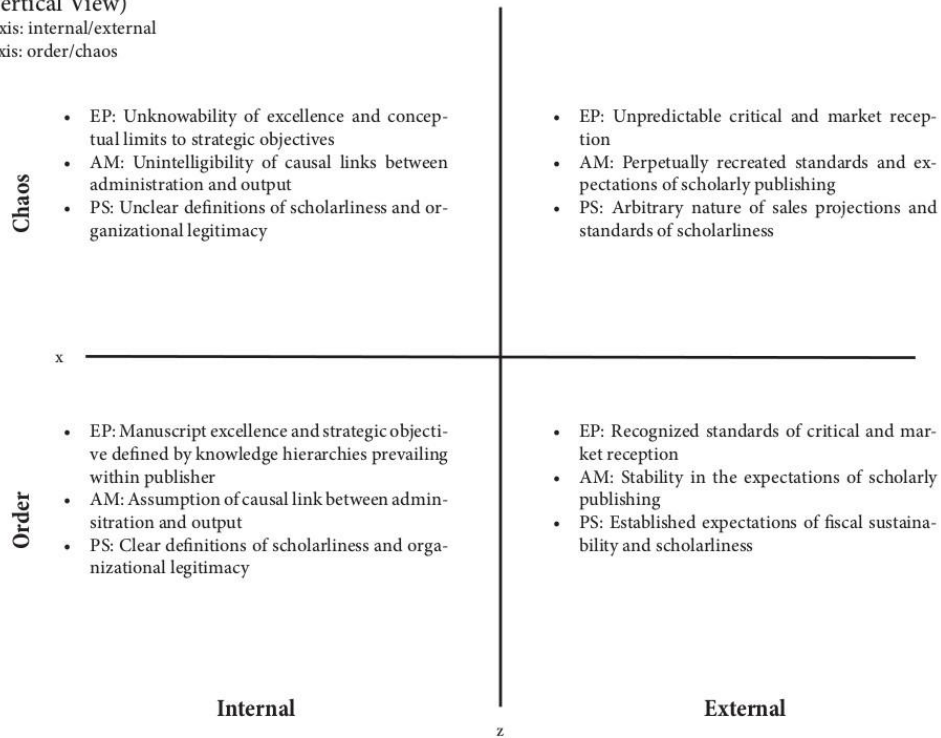 ertical View)
xis: internal/external
xis: order/chaos
Chaos
• EP: Unknowability of excellence and concep-
tual limits to strategic objectives
• AM: Unintelligibility of causal links between
administration and output
• PS: Unclear definitions of scholarliness and or-
ganizational legitimacy
• EP: Unpredictable critical and market recep-
tion
• AM: Perpetually recreated standards and ex-
pectations of scholarly publishing
• PS: Arbitrary nature of sales projections and
standards of scholarliness
x
Order
• EP: Manuscript excellence and strategic objecti-
ve defined by knowledge hierarchies prevailing
within publisher
• AM: Assumption of causal link between admin-
sitration and output
• PS: Clear definitions of scholarliness and orga-
nizational legitimacy
• EP: Recognized standards of critical and mar-
ket reception
• AM: Stability in the expectations of scholarly
publishing
• PS: Established expectations of fiscal sustaina-
bility and scholarliness
Internal
External
z